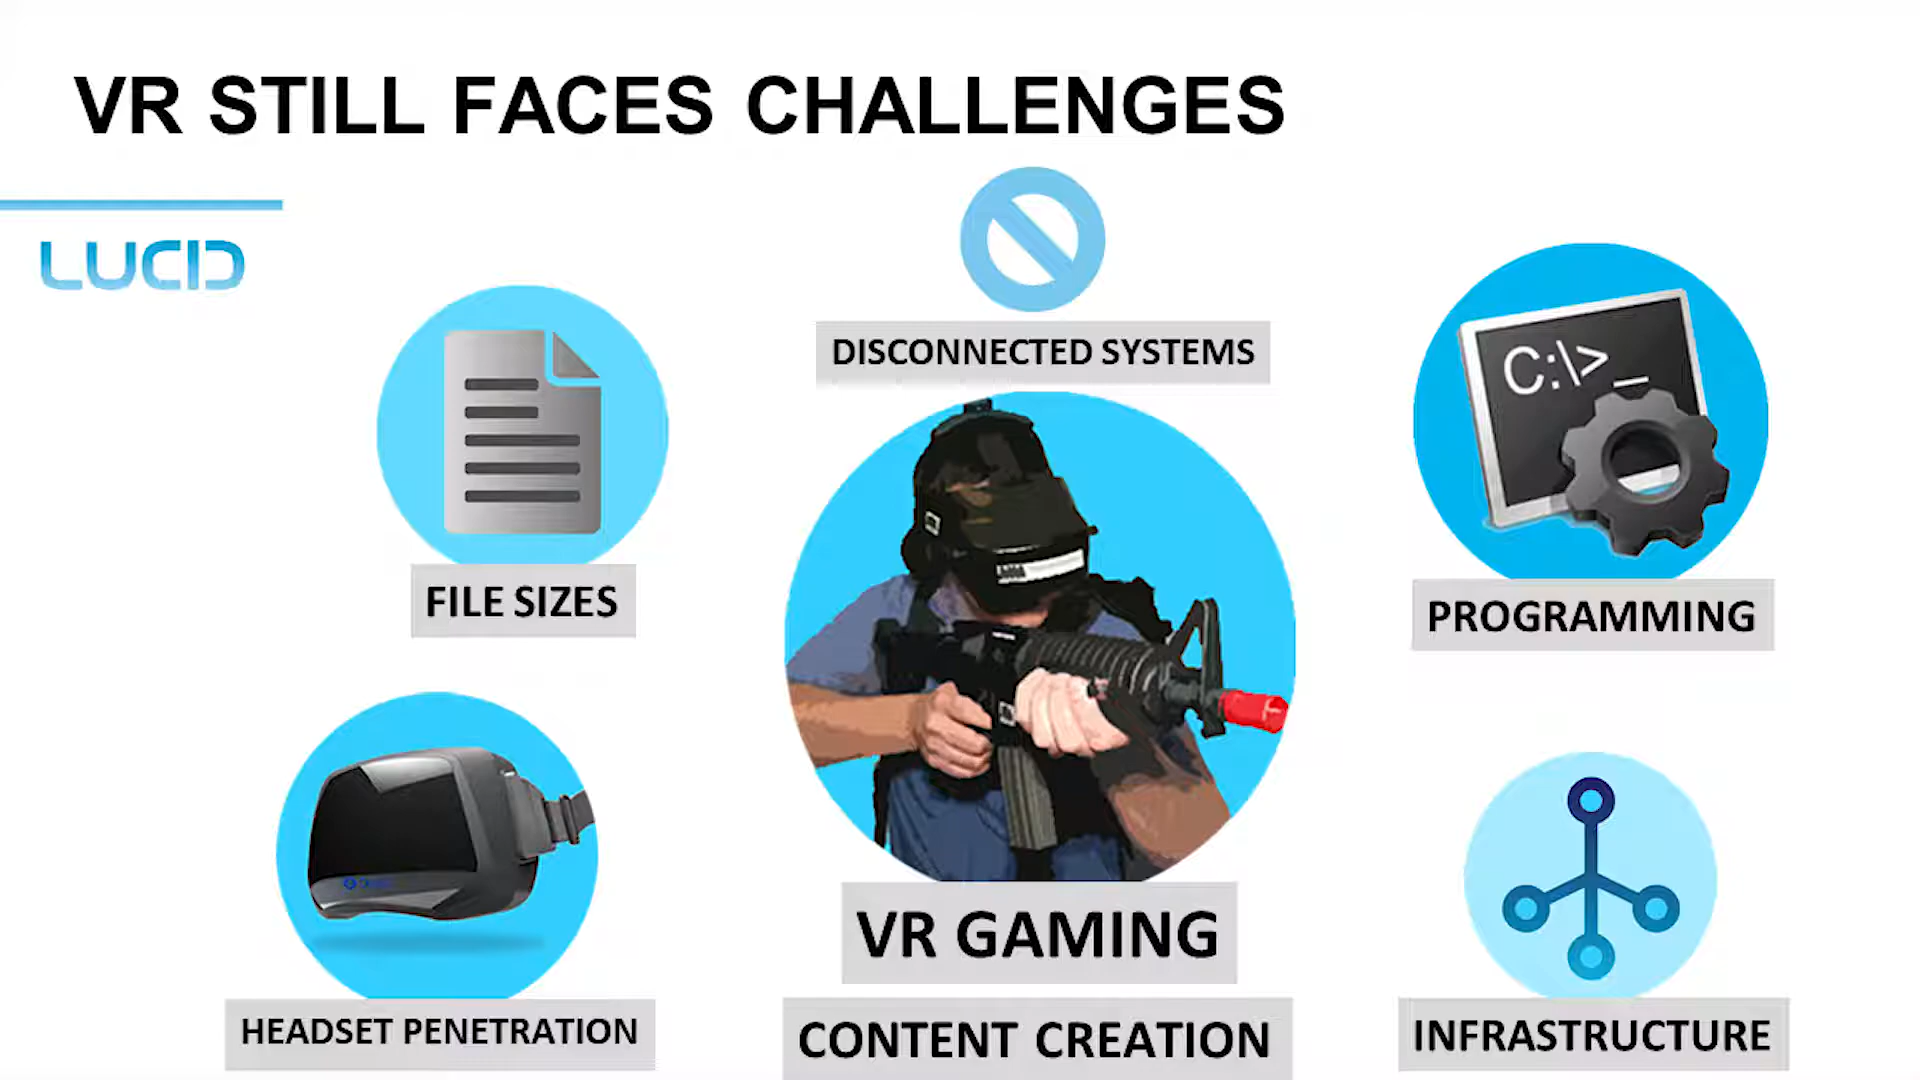 VR STILL FACES CHALLENGES
LUCID
DISCONNECTED SYSTEMS
C:\>_
FILE SIZES
PROGRAMMING
HEADSET PENETRATION
VR GAMING
CONTENT CREATION
INFRASTRUCTURE